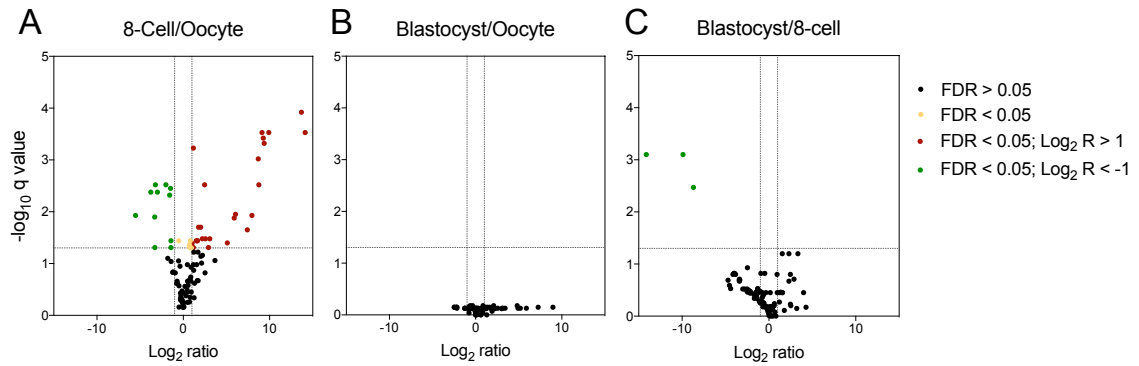 A
8-Cell/Oocyte
B
Blastocyst/Oocyte
C
Blastocyst/8-cell
-log10 q value
5
4
3
2
1
0
-10
0
10
Log2 ratio
5
4
3
2
1
0
-10
0
10
Log2 ratio
5
4
3
2
1
0
-10
0
10
Log2 ratio
FDR > 0.05
FDR < 0.05
FDR < 0.05; Log2 R > 1
FDR < 0.05; Log2 R < -1